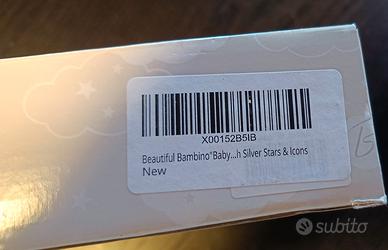 X00152B5IB
Beautiful Bambino"Baby...h Silver Stars & Icons
New
subito